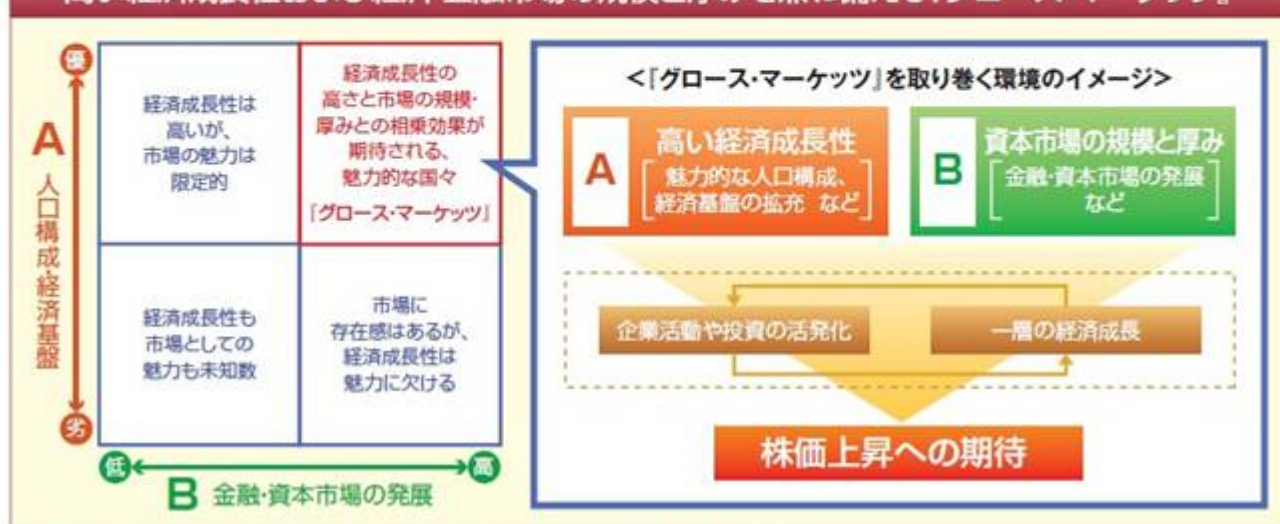 優
A
人口構成・経済基盤
劣
経済成長性は
高いが、
市場の魅力は
限定的
経済成長性の
高さと市場の規模・
厚みとの相乗効果が
期待される、
魅力的な国々
『グロース・マーケッツ』
経済成長性も
市場としての
魅力も未知数
市場に
存在感はあるが、
経済成長性は
魅力に欠ける
低
高
B 金融・資本市場の発展
<『グロース・マーケッツ』を取り巻く環境のイメージ>
A
高い経済成長性
魅力的な人口構成、
経済基盤の拡充 など
B
資本市場の規模と厚み
金融・資本市場の発展
など
企業活動や投資の活発化
一層の経済成長
株価上昇への期待